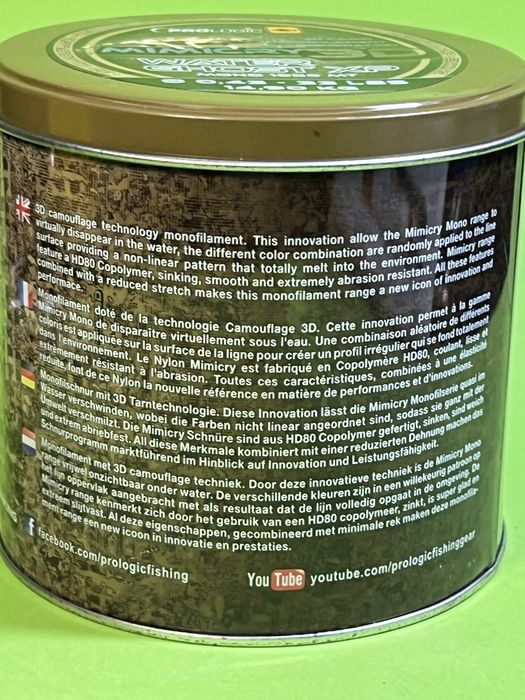 PROLOGIC
MIMICRY 3D
WATER
GHOST XP
3D camouflage technology monofilament. This innovation allow the Mimicry Mono range to
virtually disappear in the water, the different color combination are randomly applied to the line
surface providing a non-linear pattern that totally melt into the environment. Mimicry range
feature a HD80 Copolymer, sinking, smooth and extremely abrasion resistant. All these features
combined with a reduced stretch makes this monofilament range a new icon of innovation and
performace.
Monofilament doté de la technologie Camouflage 3D. Cette innovation permet à la gamme
Mimicry Mono de disparaître virtuellement sous l'eau. Une combinaison aléatoire de différents
coloris est appliquée sur la surface de la ligne pour créer un profil irrégulier qui se fond totalement
dans l'environement. Le Nylon Mimicry est fabriqué en Copolymère HD80, coulant, lisse et
extrêmement résistant à l'abrasion. Toutes ces caractéristiques, combinées à une élasticité
réduite, font de ce Nylon la nouvelle référence en matière de performances et d'innovations.
Monofilschnur mit 3D Tarntechnologie. Diese Innovation lässt die Mimicry Monofilserie quasi im
Wasser verschwinden, wobei die Farben nicht linear angeordnet sind, sodass sie ganz mit der
Umwelt verschmilzt. Die Mimicry Schnüre sind aus HD80 Copolymer gefertigt, sinken, sind weich
und extrem abriebfest. All diese Merkmale kombiniert mit einer reduzierten Dehnung machen das
Schnurprogramm marktführend im Hinblick auf Innovation und Leistungsfähigkeit.
Monofilament met 3D camouflage techniek. Door deze innovatieve techniek is de Mimicry Mono
range vrijwel onzichtbaar onder water. De verschillende kleuren zijn in een willekeurig patroon op
het lijn oppervlak aangebracht met als resultaat dat de lijn volledig opgaat in de omgeving. De
Mimicry range kenmerkt zich door het gebruik van een HD80 copolymeer, zinkt, is super glad en
extreem slijtvast. Al deze eigenschappen, gecombineerd met minimale rek maken deze monofila-
ment range een new icoon in innovatie en prestaties.
f facebook.com/prologicfishing
YouTube youtube.com/prologicfishinggear